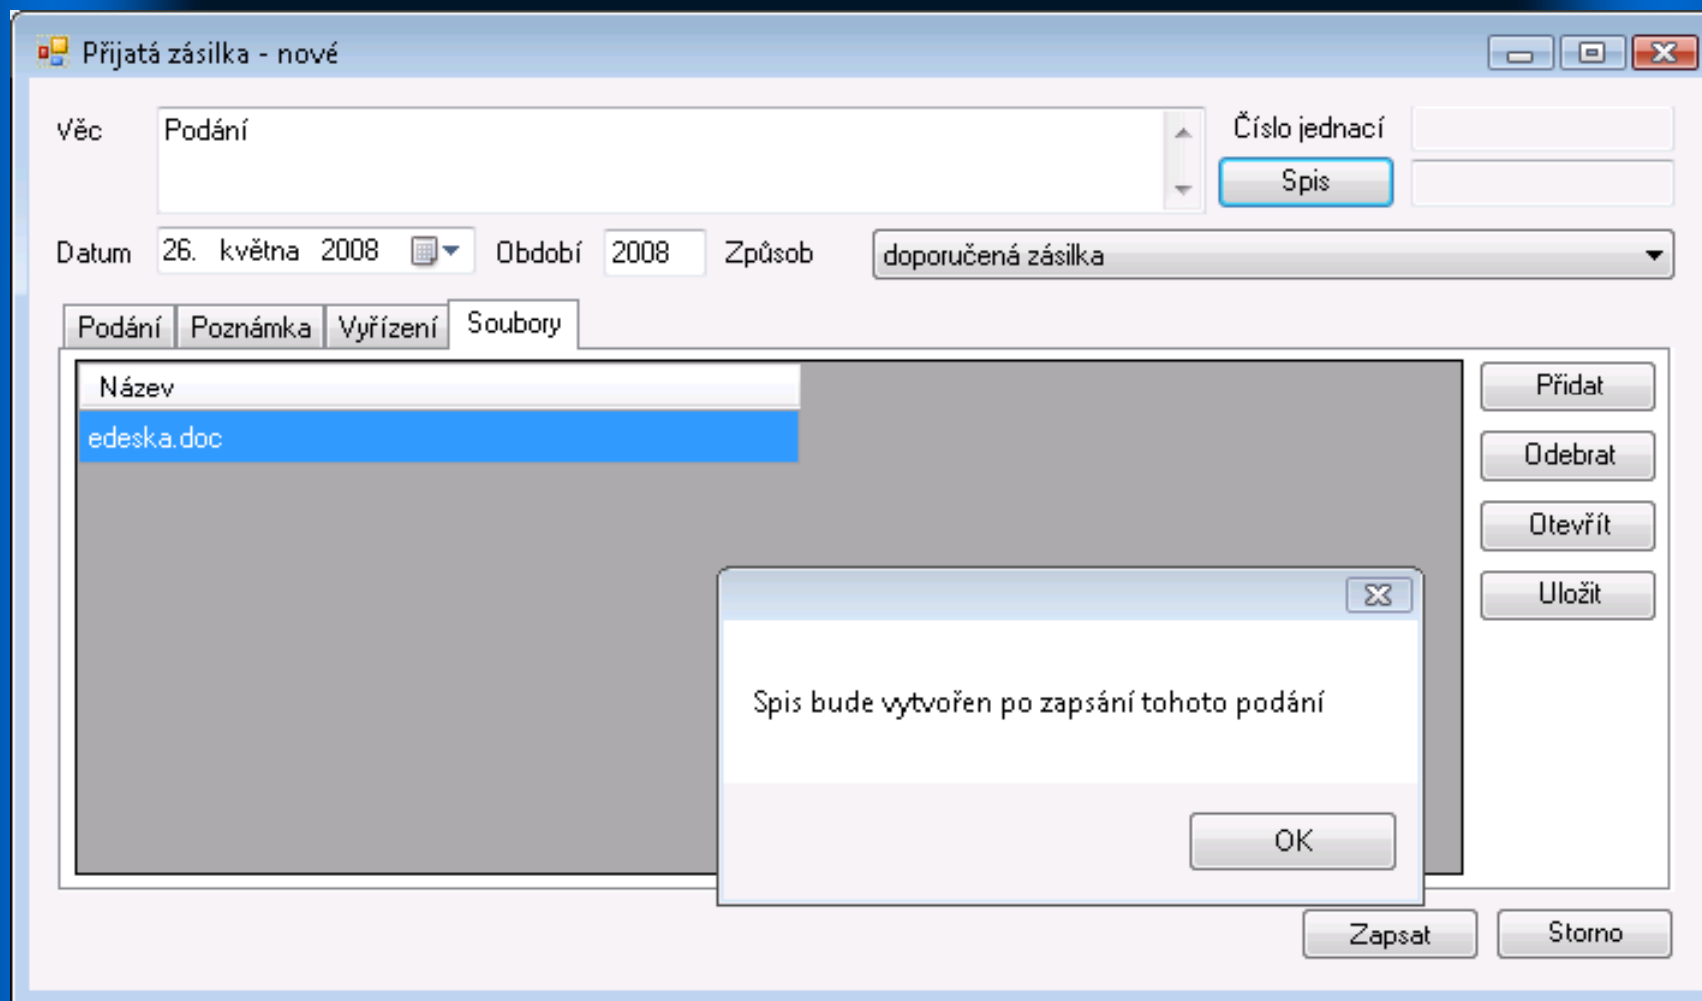 Přijatá zásilka - nové
Věc
Podání
Číslo jednací
Spis
Datum 26. května 2008 Období 2008 Způsob doporučená zásilka
Podání Poznámka Vyřízení Soubory
Název
edeska.doc
Přidat
Odebrat
Otevřít
Uložit
Spis bude vytvořen po zapsání tohoto podání
OK
Zapsat Storno